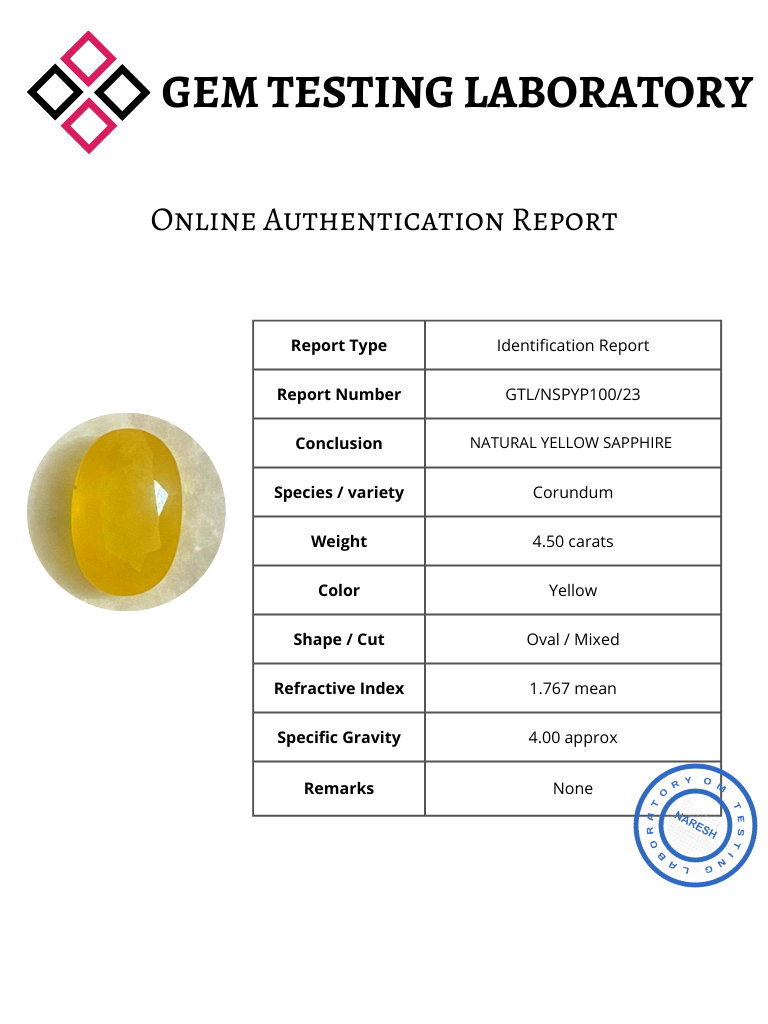 GEM TESTING LABORATORY
Online Authentication Report
Report Type Identification Report
Report Number GTL/NSPYP100/23
Conclusion NATURAL YELLOW SAPPHIRE
Species / variety Corundum
Weight 4.50 carats
Color Yellow
Shape / Cut Oval / Mixed
Refractive Index 1.767 mean
Specific Gravity 4.00 approx
Remarks None
OM TESTING LABORATORY
NARESH